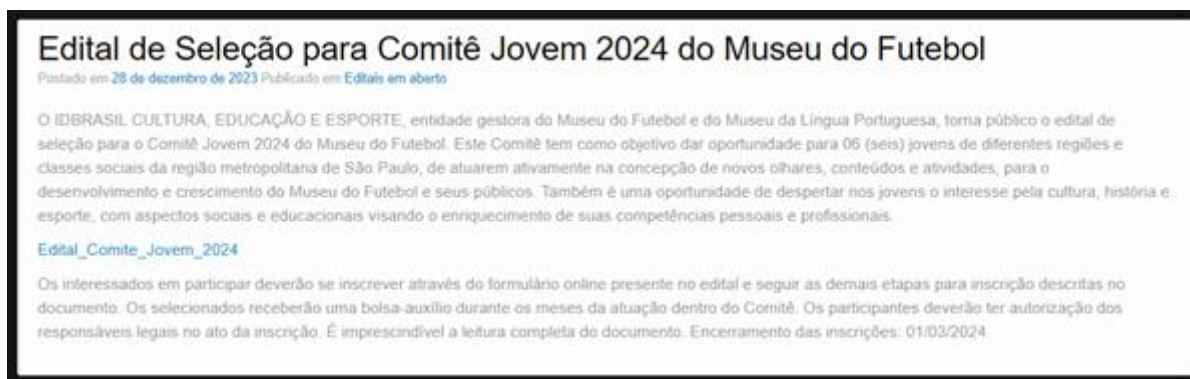 Edital de Seleção para Comitê Jovem 2024 do Museu do Futebol
Postado em 28 de dezembro de 2023 Publicado em Editais em aberto
O IDBRASIL CULTURA, EDUCAÇÃO E ESPORTE, entidade gestora do Museu do Futebol e do Museu da Língua Portuguesa, torna público o edital de
seleção para o Comitê Jovem 2024 do Museu do Futebol. Este Comitê tem como objetivo dar oportunidade para 06 (seis) jovens de diferentes regiões e
classes sociais da região metropolitana de São Paulo, de atuarem ativamente na concepção de novos olhares, conteúdos e atividades, para o
desenvolvimento e crescimento do Museu do Futebol e seus públicos. Também é uma oportunidade de despertar nos jovens o interesse pela cultura, história e
esporte, com aspectos sociais e educacionais visando o enriquecimento de suas competências pessoais e profissionais.
Edital_Comite_Jovem_2024
Os interessados em participar deverão se inscrever através do formulário online presente no edital e seguir as demais etapas para inscrição descritas no
documento. Os selecionados receberão uma bolsa-auxílio durante os meses da atuação dentro do Comitê. Os participantes deverão ter autorização dos
responsáveis legais no ato da inscrição. É imprescindível a leitura completa do documento. Encerramento das inscrições: 01/03/2024.